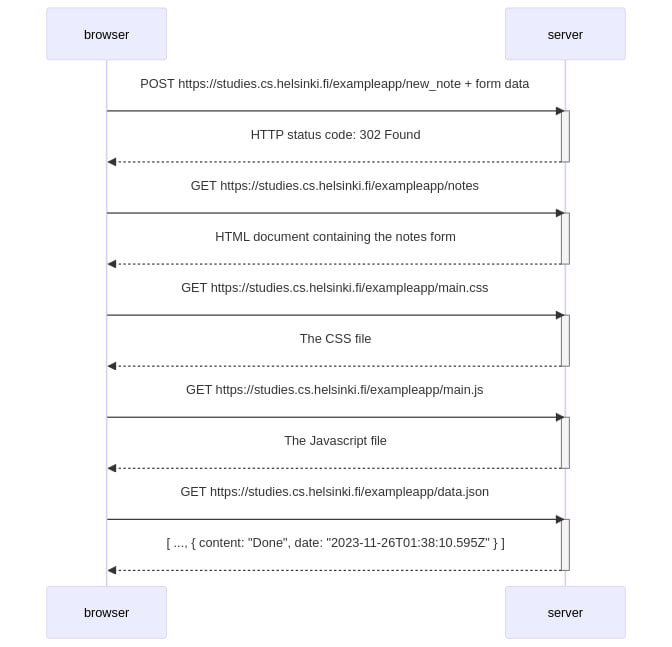 browser
server
POST https://studies.cs.helsinki.fi/exampleapp/new_note + form data
HTTP status code: 302 Found
GET https://studies.cs.helsinki.fi/exampleapp/notes
HTML document containing the notes form
GET https://studies.cs.helsinki.fi/exampleapp/main.css
The CSS file
GET https://studies.cs.helsinki.fi/exampleapp/main.js
The Javascript file
GET https://studies.cs.helsinki.fi/exampleapp/data.json
[ ..., { content: "Done", date: "2023-11-26T01:38:10.595Z" } ]
browser
server